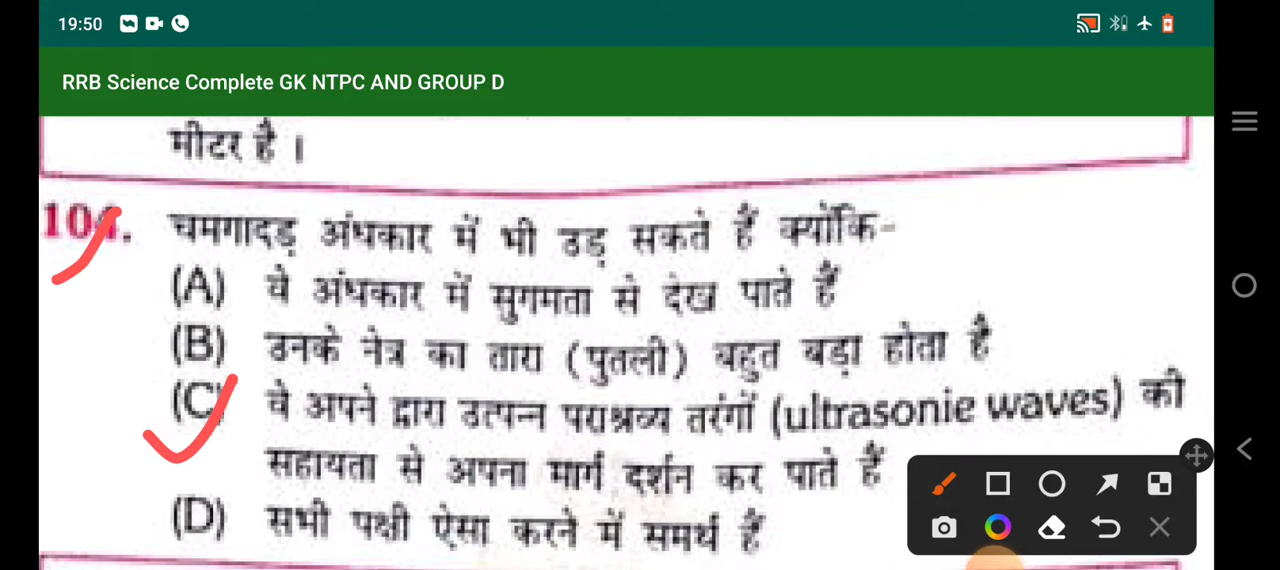 19:50
RRB Science Complete GK NTPC AND GROUP D
मीटर है ।
104. चमगादड़ अंधकार में भी उड़ सकते हैं क्योंकि-
(A) वे अंधकार में सुगमता से देख पाते हैं
(B) उनके नेत्र का तारा (पुतली) बहुत बड़ा होता है
(C) वे अपने द्वारा उत्पन्न पराश्रव्य तरंगों (ultrasonie waves) की
सहायता से अपना मार्ग दर्शन कर पाते हैं
(D) सभी पक्षी ऐसा करने में समर्थ हैं